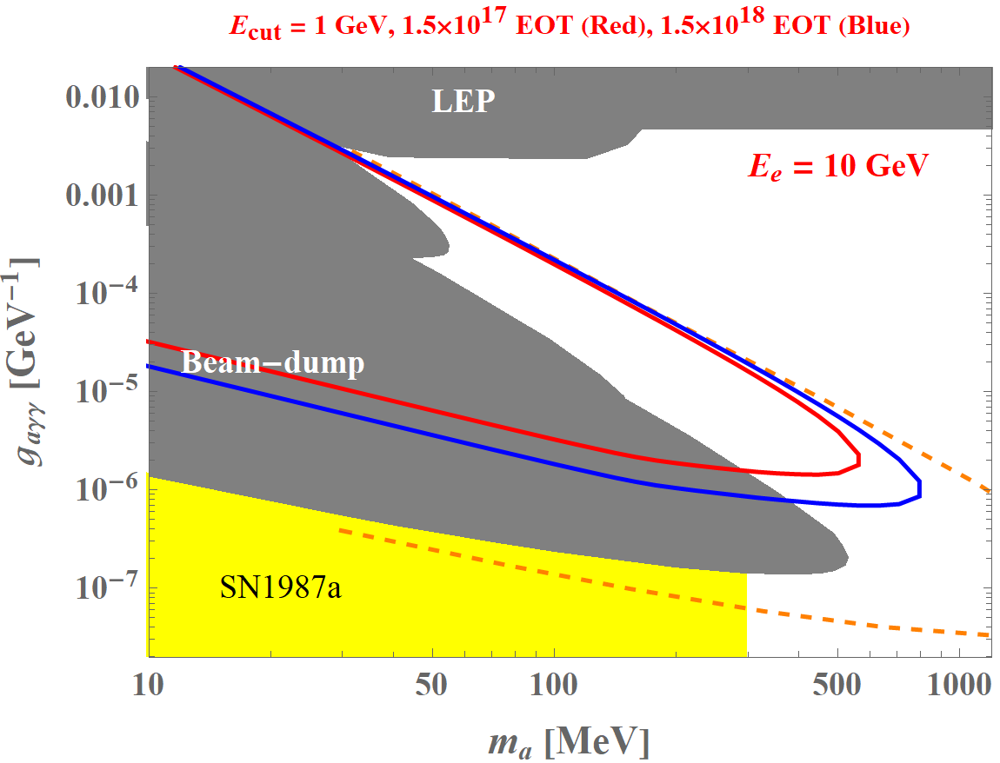 E_cut = 1 GeV, 1.5×10^17 EOT (Red), 1.5×10^18 EOT (Blue)
LEP
E_e = 10 GeV
Beam−dump
SN1987a
0.010
0.001
10^−4
10^−5
10^−6
10^−7
g_aγγ [GeV^−1]
10 50 100 500 1000
m_a [MeV]